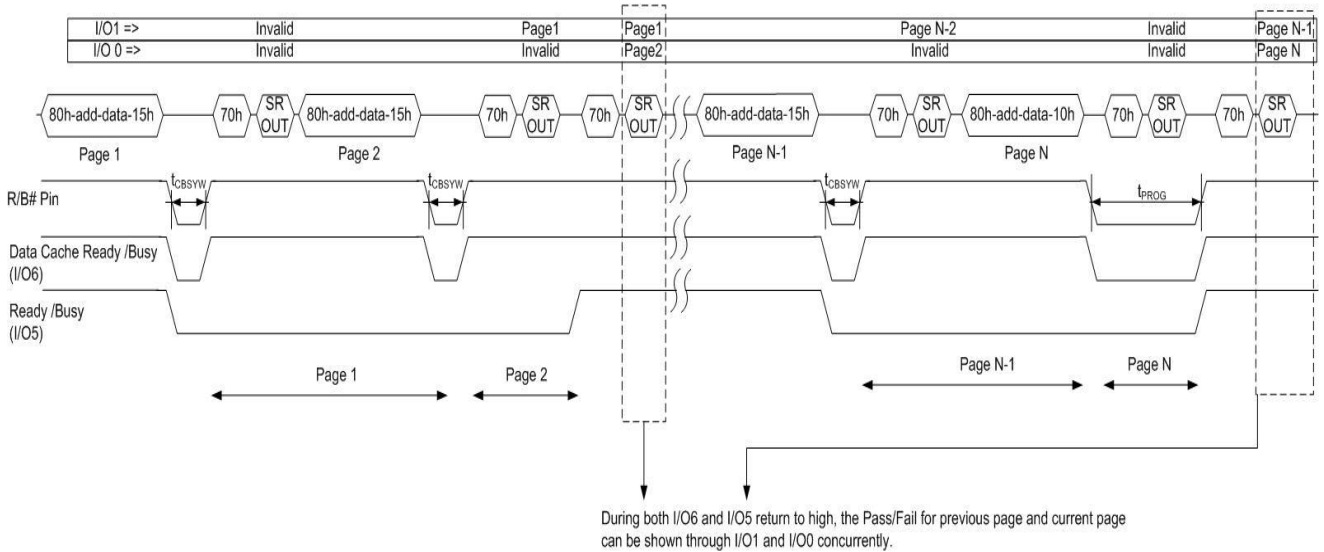 I/O1 => Invalid Page1 Page1 Page N-2 Invalid Page N-1
I/O 0 => Invalid Invalid Page2 Invalid Invalid Page N
80h-add-data-15h 70h SR OUT 80h-add-data-15h 70h SR OUT 70h SR OUT 80h-add-data-15h 70h SR OUT 80h-add-data-10h 70h SR OUT 70h SR OUT
Page 1 Page 2 Page N-1 Page N
tCBSYW tCBSYW tCBSYW tPROG
R/B# Pin
Data Cache Ready /Busy
(I/O6)
Ready /Busy
(I/O5)
Page 1 Page 2 Page N-1 Page N
During both I/O6 and I/O5 return to high, the Pass/Fail for previous page and current page
can be shown through I/O1 and I/O0 concurrently.